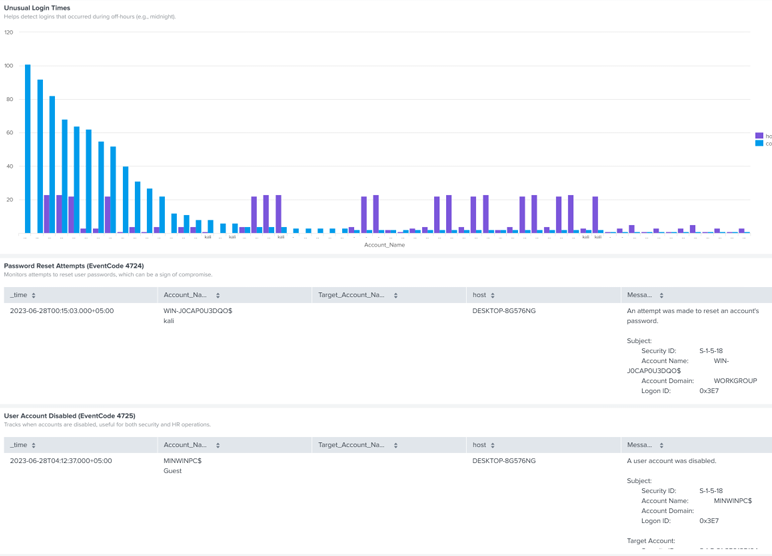 Unusual Login Times
Helps detect logins that occurred during off-hours (e.g., midnight).
120
100
80
60
40
20
ho
co
kali kali kali kali kali
Account_Name
Password Reset Attempts (EventCode 4724)
Monitors attempts to reset user passwords, which can be a sign of compromise.
_time Account_Na... Target_Account_Na... host Messa...
2023-06-28T00:15:03.000+05:00 WIN-J0CAP0U3DQO$ DESKTOP-8G576NG An attempt was made to reset an account's
kali password.
Subject:
Security ID: S-1-5-18
Account Name: WIN-
J0CAP0U3DQO$
Account Domain: WORKGROUP
Logon ID: 0x3E7
User Account Disabled (EventCode 4725)
Tracks when accounts are disabled, useful for both security and HR operations.
_time Account_Na... Target_Account_Na... host Messa...
2023-06-28T04:12:37.000+05:00 MINWINPC$ DESKTOP-8G576NG A user account was disabled.
Guest
Subject:
Security ID: S-1-5-18
Account Name: MINWINPC$
Account Domain:
Logon ID: 0x3E7
Target Account: